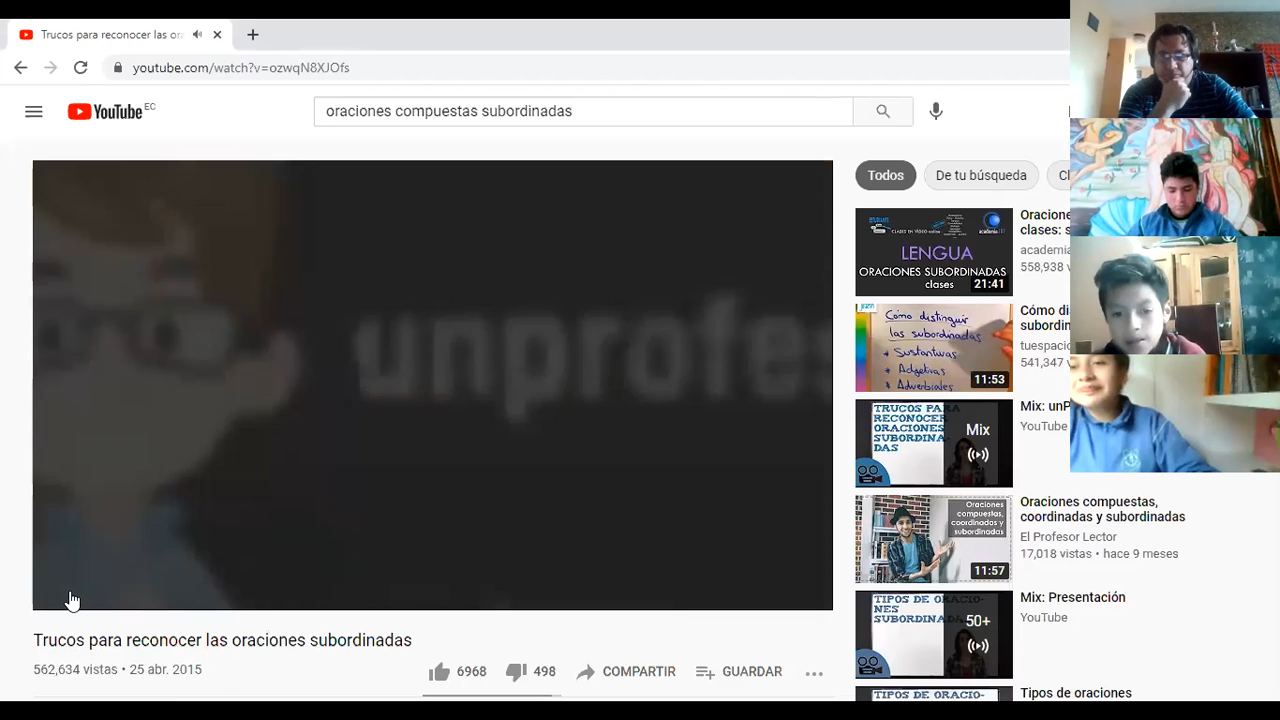 Trucos para reconocer las ora
youtube.com/watch?v=ozwqN8XJOfs
YouTube EC
oraciones compuestas subordinadas
unprofe
Trucos para reconocer las oraciones subordinadas
562,634 vistas • 25 abr. 2015
6968
498
COMPARTIR
GUARDAR
Todos
De tu búsqueda
LENGUA
ORACIONES SUBORDINADAS
clases
21:41
Oracione
clases: s
academia
558,938 v
Cómo distinguir
las subordinadas
* Sustantivas
* Adjetivas
* Adverbiales
11:53
Cómo di
subordin
tuespacio
541,347
TRUCOS PARA
RECONOCER
ORACIONES
SUBORDINA-
DAS
Mix
Mix: unP
YouTube
Oraciones
compuestas,
coordinadas y
subordinadas
11:57
Oraciones compuestas,
coordinadas y subordinadas
El Profesor Lector
17,018 vistas • hace 9 meses
TIPOS DE ORACIO-
NES
SUBORDINADA
50+
Mix: Presentación
YouTube
TIPOS DE ORACIO-
Tipos de oraciones